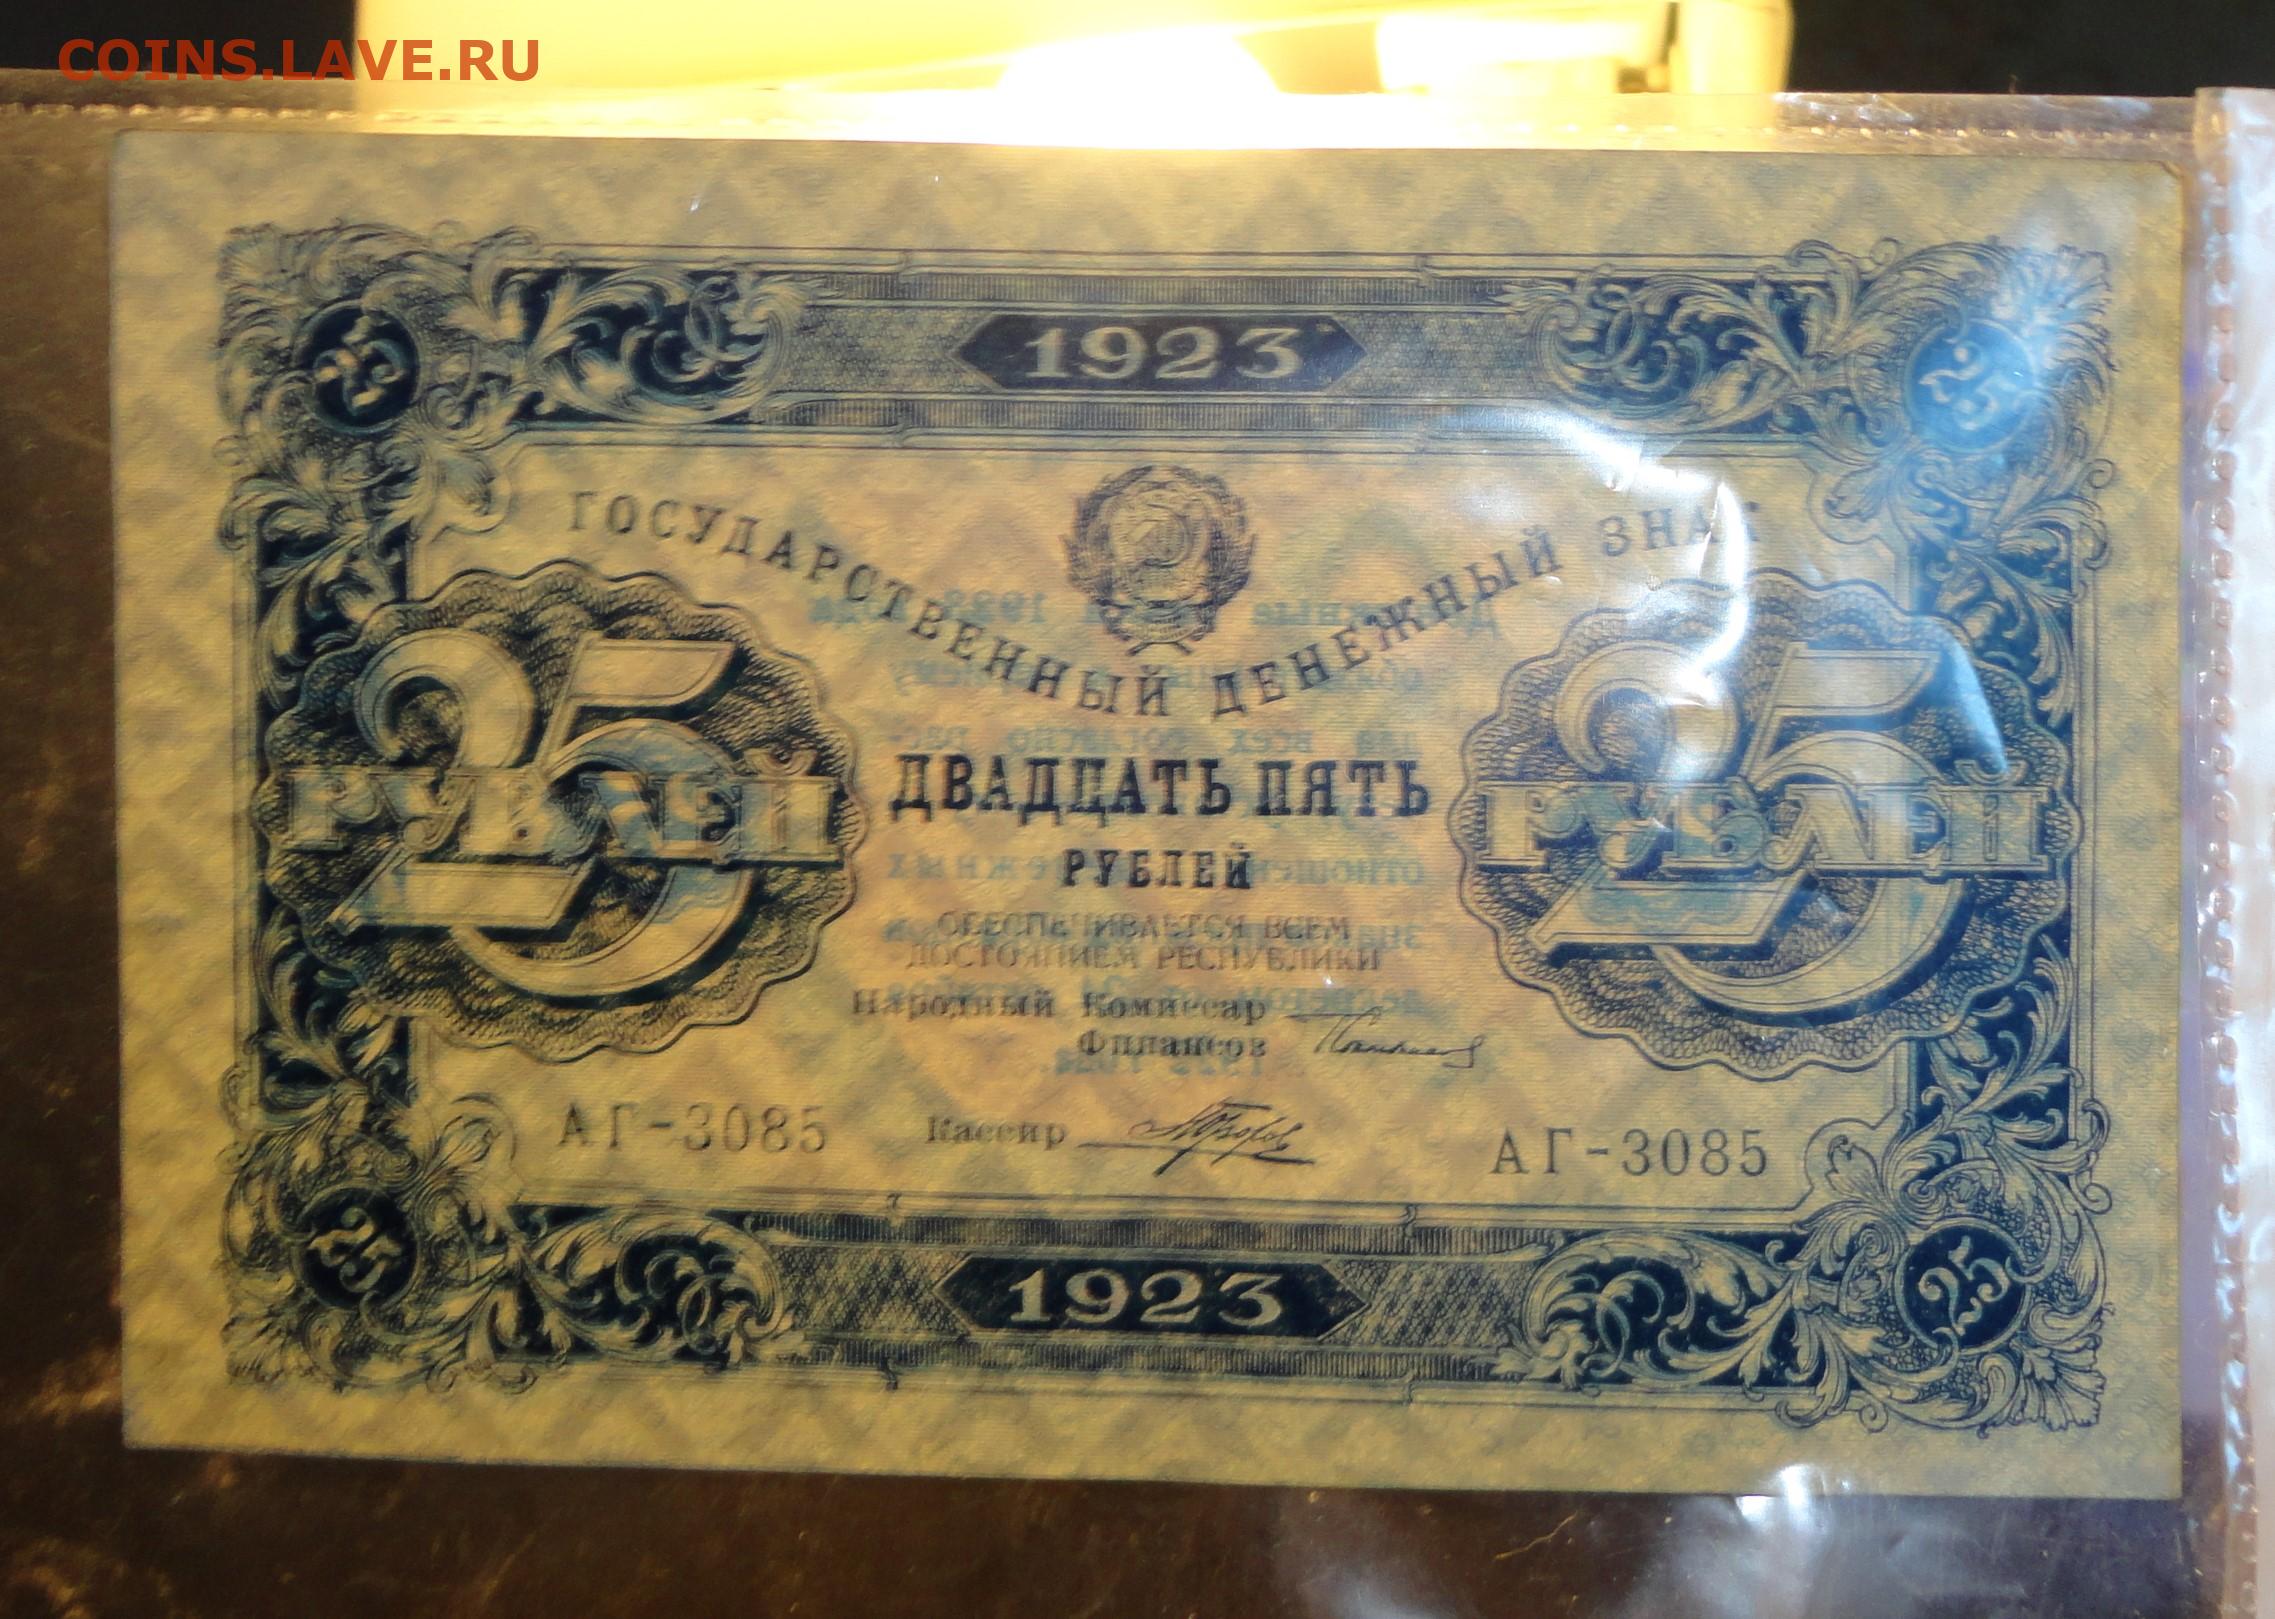 COINS.LAVE.RU
1923
25 25
ГОСУДАРСТВЕННЫЙ ДЕНЕЖНЫЙ ЗНАК
25 РУБЛЕЙ
25 РУБЛЕЙ
ДВАДЦАТЬ ПЯТЬ
РУБЛЕЙ
ОБЕСПЕЧИВАЕТСЯ ВСЕМ
ДОСТОЯНИЕМ РЕСПУБЛИКИ
Народный Комиссар
Финансов
АГ-3085 Кассир АГ-3085
25 25
1923